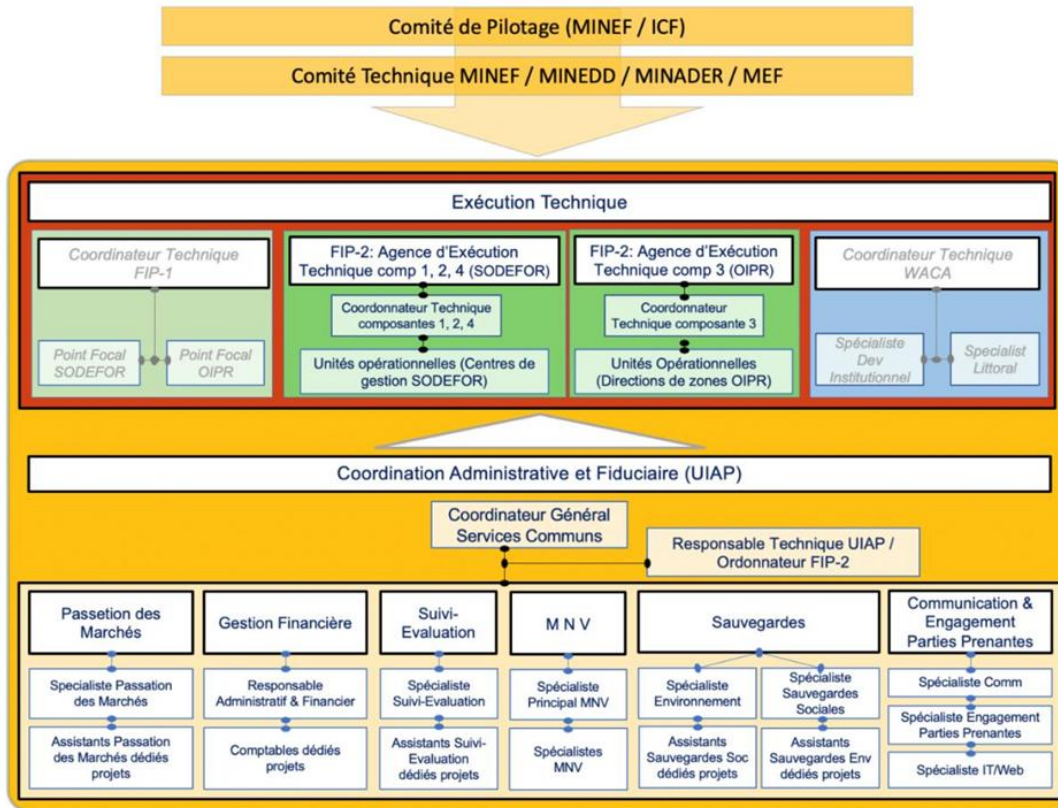 Comité de Pilotage (MINEF / ICF)
Comité Technique MINEF / MINEDD / MINADER / MEF
Exécution Technique
Coordinateur Technique
FIP-1
Point Focal
SODEFOR
Point Focal
OIPR
FIP-2: Agence d'Exécution
Technique comp 1, 2, 4 (SODEFOR)
Coordonnateur Technique
composantes 1, 2, 4
Unités opérationnelles (Centres de
gestion SODEFOR)
FIP-2: Agence d'Exécution
Technique comp 3 (OIPR)
Coordonnateur
Technique composante 3
Unités Opérationnelles
(Directions de zones OIPR)
Coordinateur Technique
WACA
Spécialiste
Dev
Institutionnel
Specialist
Littoral
Coordination Administrative et Fiduciaire (UIAP)
Coordinateur Général
Services Communs
Responsable Technique UIAP /
Ordonnateur FIP-2
Passetion des
Marchés
Specialiste Passation
des Marchés
Assistants Passation
des Marchés dédiés
projets
Gestion Financière
Responsable
Administratif & Financier
Comptables dédiés
projets
Suivi-
Evaluation
Spécialiste
Suivi-Evaluation
Assistants Suivi-
Evaluation
dédiés projets
M N V
Spécialiste
Principal MNV
Spécialistes
MNV
Sauvegardes
Spécialiste
Environnement
Assistants
Sauvegardes Soc
dédiés projets
Spécialiste
Sauvegardes
Sociales
Assistants
Sauvegardes Env
dédiés projets
Communication &
Engagement
Parties Prenantes
Spécialiste Comm
Spécialiste Engagement
Parties Prenantes
Spécialiste IT/Web